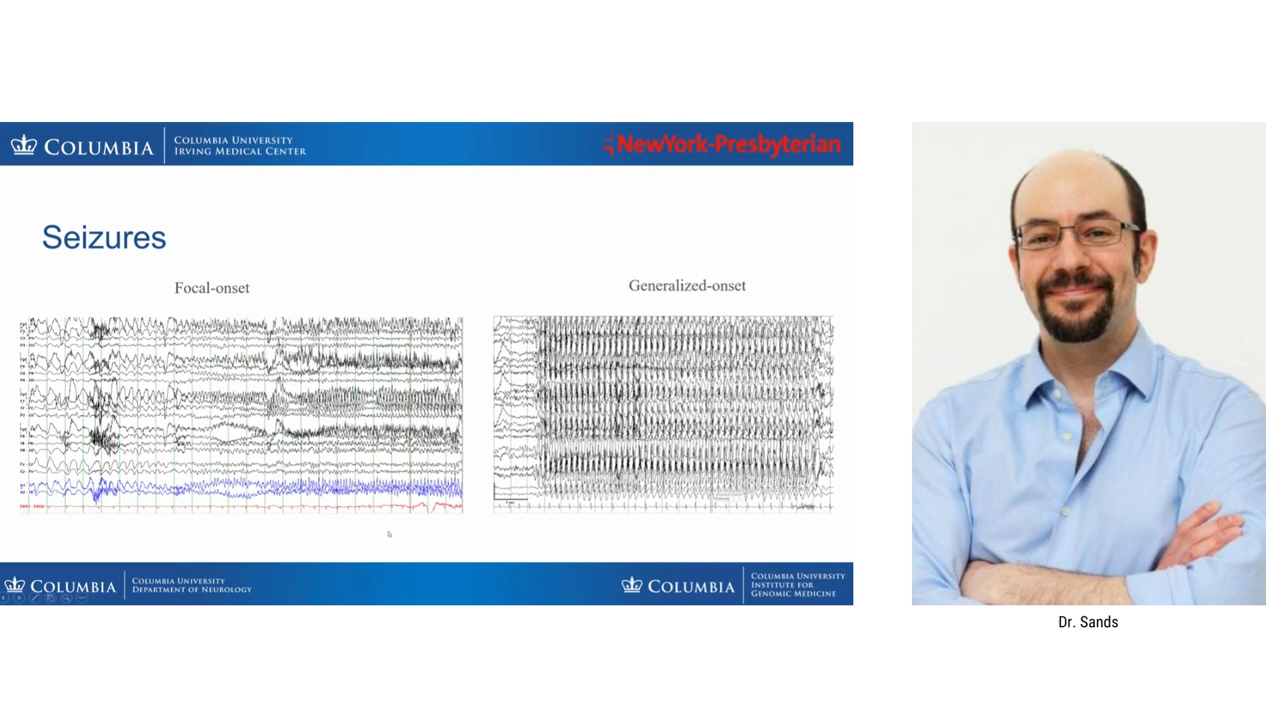 COLUMBIA
COLUMBIA UNIVERSITY
IRVING MEDICAL CENTER
NewYork-Presbyterian
Seizures
Focal-onset
Generalized-onset
COLUMBIA
COLUMBIA UNIVERSITY
DEPARTMENT OF NEUROLOGY
COLUMBIA
COLUMBIA UNIVERSITY
INSTITUTE FOR
GENOMIC MEDICINE
Dr. Sands